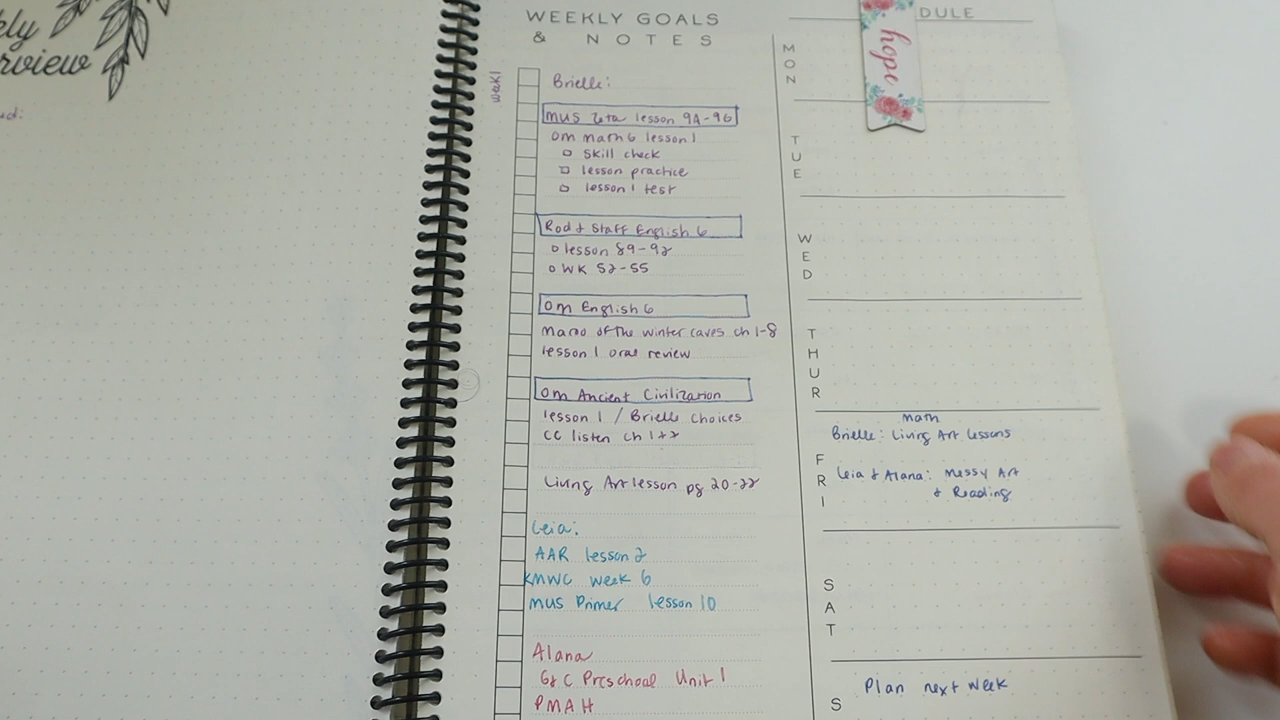 rview
WEEKLY GOALS
& NOTES
week1
Brielle:
mus zeta lesson 9A-9G
Om math 6 lesson 1
skill check
lesson practice
lesson 1 test
Rod & Staff English 6
lesson 89-92
WK 52-55
Om English 6
maroo of the winter caves ch 1-8
lesson 1 oral review
Om Ancient Civilization
lesson 1 / Brielle choices
CC listen ch 1+2
Living Art lesson pg 20-22
Leia:
AAR lesson 2
KMWC week 6
mus Primer lesson 10
Alana
G&C Preschool Unit 1
PMAH
DULE
hope
MON
TUE
WED
THUR
FRI
math
Brielle: Living Art Lessons
Leia & Alana: messy Art
& Reading
SAT
S
Plan next week